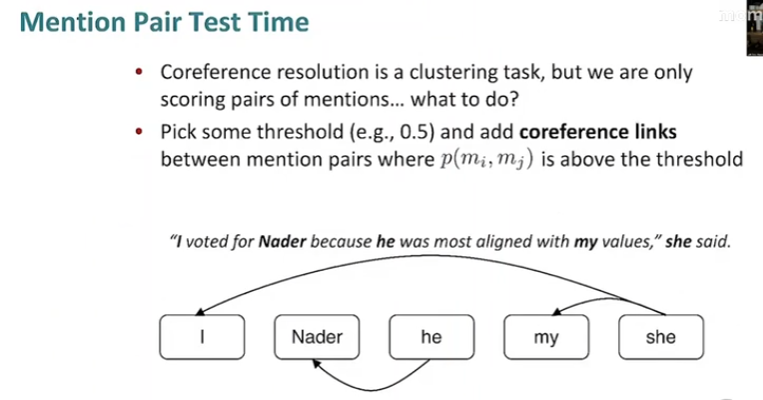 Mention Pair Test Time
• Coreference resolution is a clustering task, but we are only
scoring pairs of mentions... what to do?
• Pick some threshold (e.g., 0.5) and add coreference links
between mention pairs where p(mᵢ, mⱼ) is above the threshold
“I voted for Nader because he was most aligned with my values,” she said.
I Nader he my she